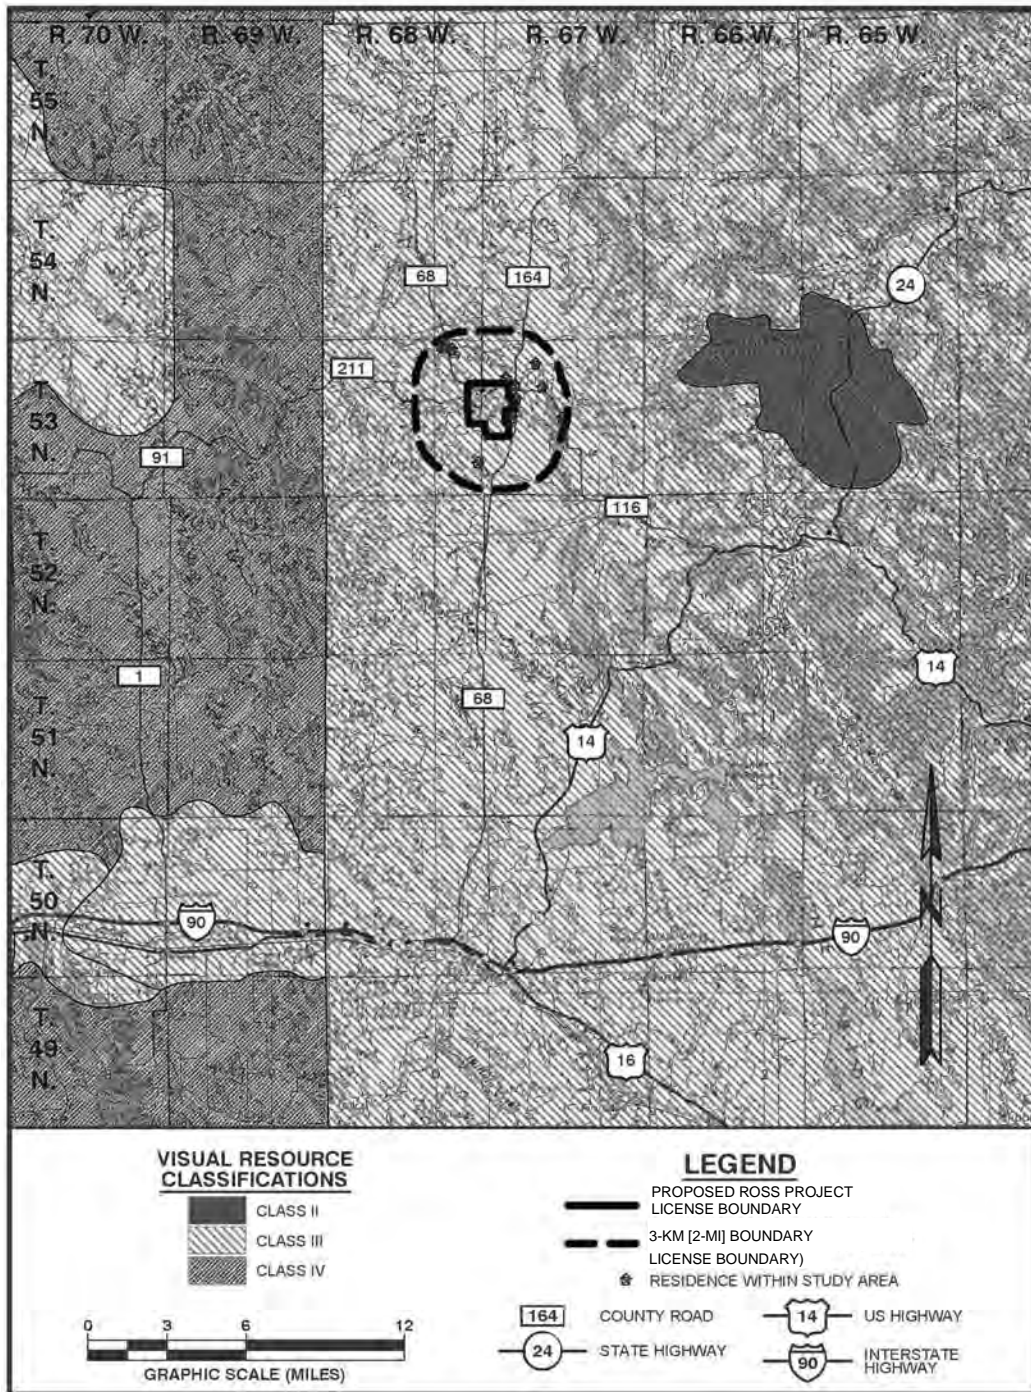 R. 70 W. R. 69 W. R. 68 W. R. 67 W. R. 66 W. R. 65 W.
T. 55 N.
T. 54 N.
68 164 24
211
T. 53 N.
91
116
T. 52 N.
1 14
68
T. 51 N.
14
T. 50 N.
90 90
N
T. 49 N.
16
VISUAL RESOURCE
CLASSIFICATIONS
CLASS II
CLASS III
CLASS IV
0 3 6 12
GRAPHIC SCALE (MILES)
LEGEND
PROPOSED ROSS PROJECT
LICENSE BOUNDARY
3-KM [2-MI] BOUNDARY
LICENSE BOUNDARY)
RESIDENCE WITHIN STUDY AREA
164 COUNTY ROAD
14 US HIGHWAY
24 STATE HIGHWAY
90 INTERSTATE
HIGHWAY